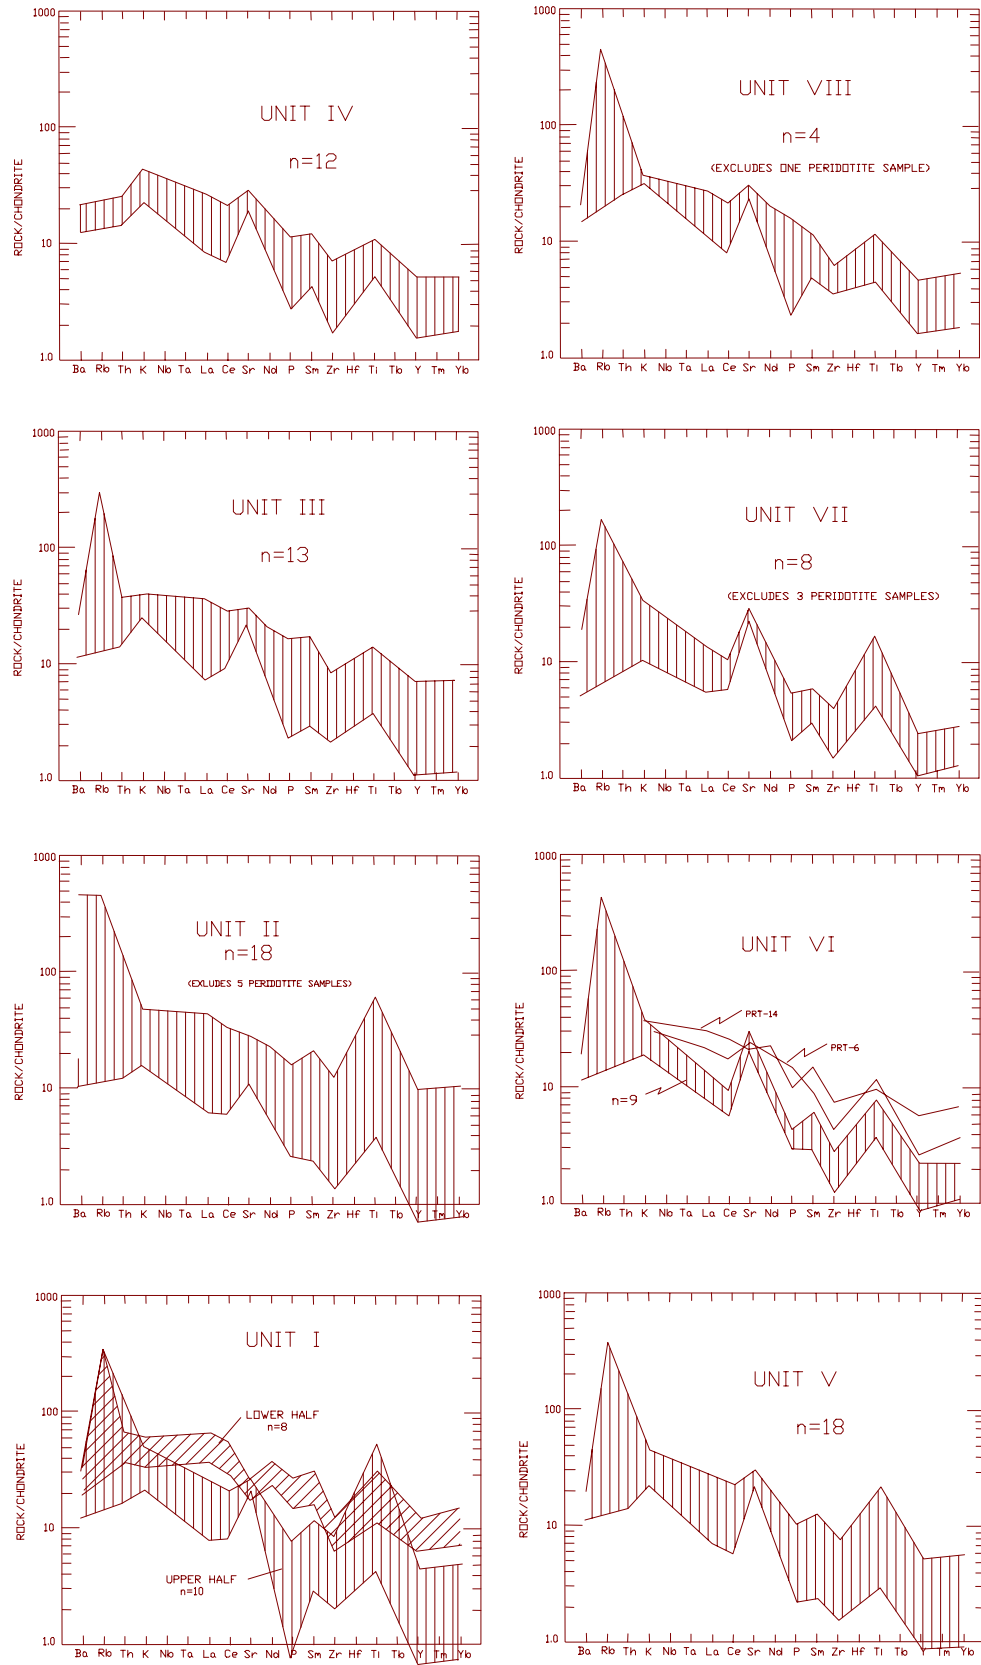 1000
100
10
1.0
ROCK/CHONDRITE
UNIT IV
n=12
Ba Rb Th K Nb Ta La Ce Sr Nd P Sm Zr Hf Ti Tb Y Tm Yb
1000
100
10
1.0
ROCK/CHONDRITE
UNIT VIII
n=4
(EXCLUDES ONE PERIDOTITE SAMPLE)
Ba Rb Th K Nb Ta La Ce Sr Nd P Sm Zr Hf Ti Tb Y Tm Yb
1000
100
10
1.0
ROCK/CHONDRITE
UNIT III
n=13
Ba Rb Th K Nb Ta La Ce Sr Nd P Sm Zr Hf Ti Tb Y Tm Yb
1000
100
10
1.0
ROCK/CHONDRITE
UNIT VII
n=8
(EXCLUDES 3 PERIDOTITE SAMPLES)
Ba Rb Th K Nb Ta La Ce Sr Nd P Sm Zr Hf Ti Tb Y Tm Yb
1000
100
10
1.0
ROCK/CHONDRITE
UNIT II
n=18
(EXLUDES 5 PERIDOTITE SAMPLES)
Ba Rb Th K Nb Ta La Ce Sr Nd P Sm Zr Hf Ti Tb Y Tm Yb
1000
100
10
1.0
ROCK/CHONDRITE
UNIT VI
PRT-14
PRT-6
n=9
Ba Rb Th K Nb Ta La Ce Sr Nd P Sm Zr Hf Ti Tb Y Tm Yb
1000
100
10
1.0
ROCK/CHONDRITE
UNIT I
LOWER HALF
n=8
UPPER HALF
n=10
Ba Rb Th K Nb Ta La Ce Sr Nd P Sm Zr Hf Ti Tb Y Tm Yb
1000
100
10
1.0
ROCK/CHONDRITE
UNIT V
n=18
Ba Rb Th K Nb Ta La Ce Sr Nd P Sm Zr Hf Ti Tb Y Tm Yb